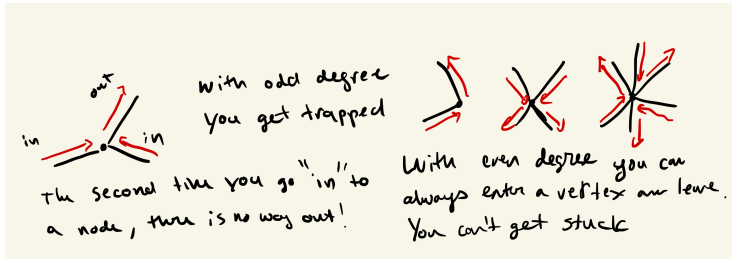 out
in
in
with odd degree
you get trapped
The second time you go "in" to
a node, there is no way out!
With even degree you can
always enter a vertex an leave.
You can't get stuck